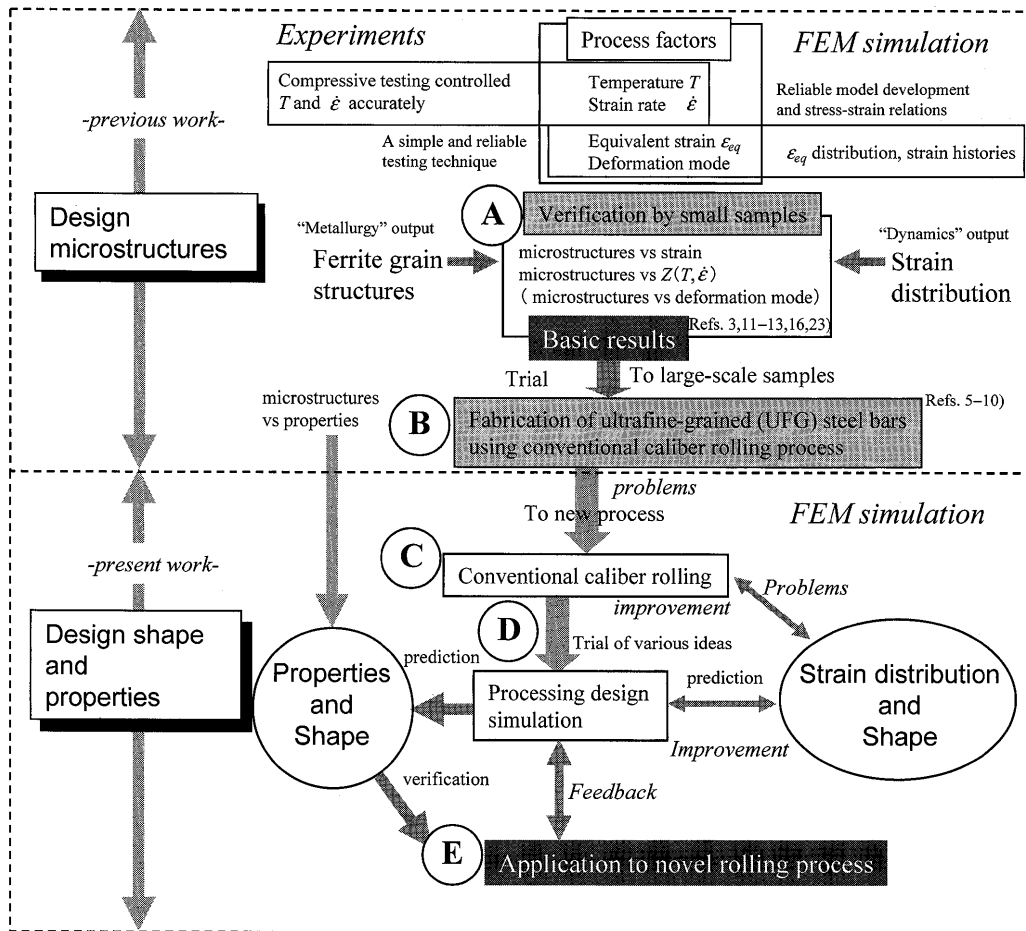 Experiments
Process factors
FEM simulation
Compressive testing controlled
T and ε̇ accurately
Temperature T
Strain rate ε̇
Reliable model development
and stress-strain relations
-previous work-
A simple and reliable
testing technique
Equivalent strain εeq
Deformation mode
εeq distribution, strain histories
A
Verification by small samples
Design
microstructures
"Metallurgy" output
Ferrite grain
structures
microstructures vs strain
microstructures vs Z(T, ε̇)
( microstructures vs deformation mode)
Refs. 3,11–13,16,23)
"Dynamics" output
Strain
distribution
Basic results
Trial
To large-scale samples
microstructures
vs properties
B
Fabrication of ultrafine-grained (UFG) steel bars
using conventional caliber rolling process
Refs. 5–10)
problems
To new process
FEM simulation
-present work-
C
Conventional caliber rolling
improvement
Problems
D
Trial of various ideas
Design shape
and
properties
Properties
and
Shape
prediction
Processing design
simulation
prediction
Improvement
Strain distribution
and
Shape
verification
Feedback
E
Application to novel rolling process